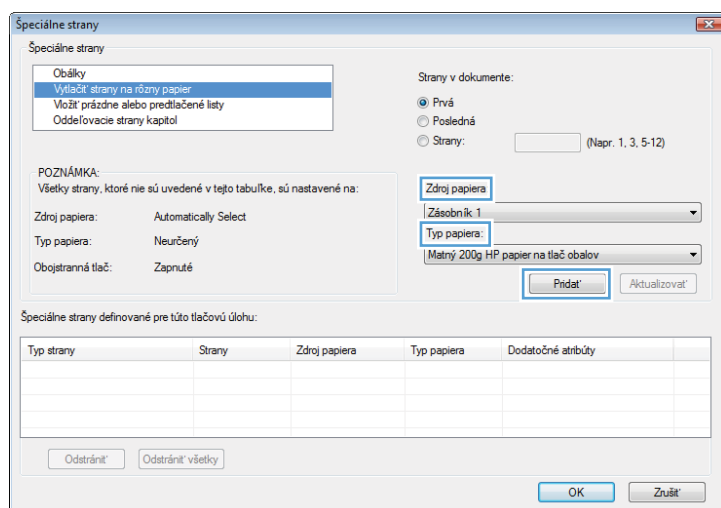 Špeciálne strany
Špeciálne strany
Obálky
Vytlačiť strany na rôzny papier
Vložiť prázdne alebo predtlačené listy
Oddeľovacie strany kapitol
Strany v dokumente:
Prvá
Posledná
Strany: (Napr. 1, 3, 5-12)
POZNÁMKA:
Všetky strany, ktoré nie sú uvedené v tejto tabuľke, sú nastavené na:
Zdroj papiera: Automatically Select
Typ papiera: Neurčený
Obojstranná tlač: Zapnuté
Zdroj papiera
Zásobník 1
Typ papiera:
Matný 200g HP papier na tlač obalov
Pridať Aktualizovať
Špeciálne strany definované pre túto tlačovú úlohu:
Typ strany Strany Zdroj papiera Typ papiera Dodatočné atribúty
Odstrániť Odstrániť všetky
OK Zrušiť